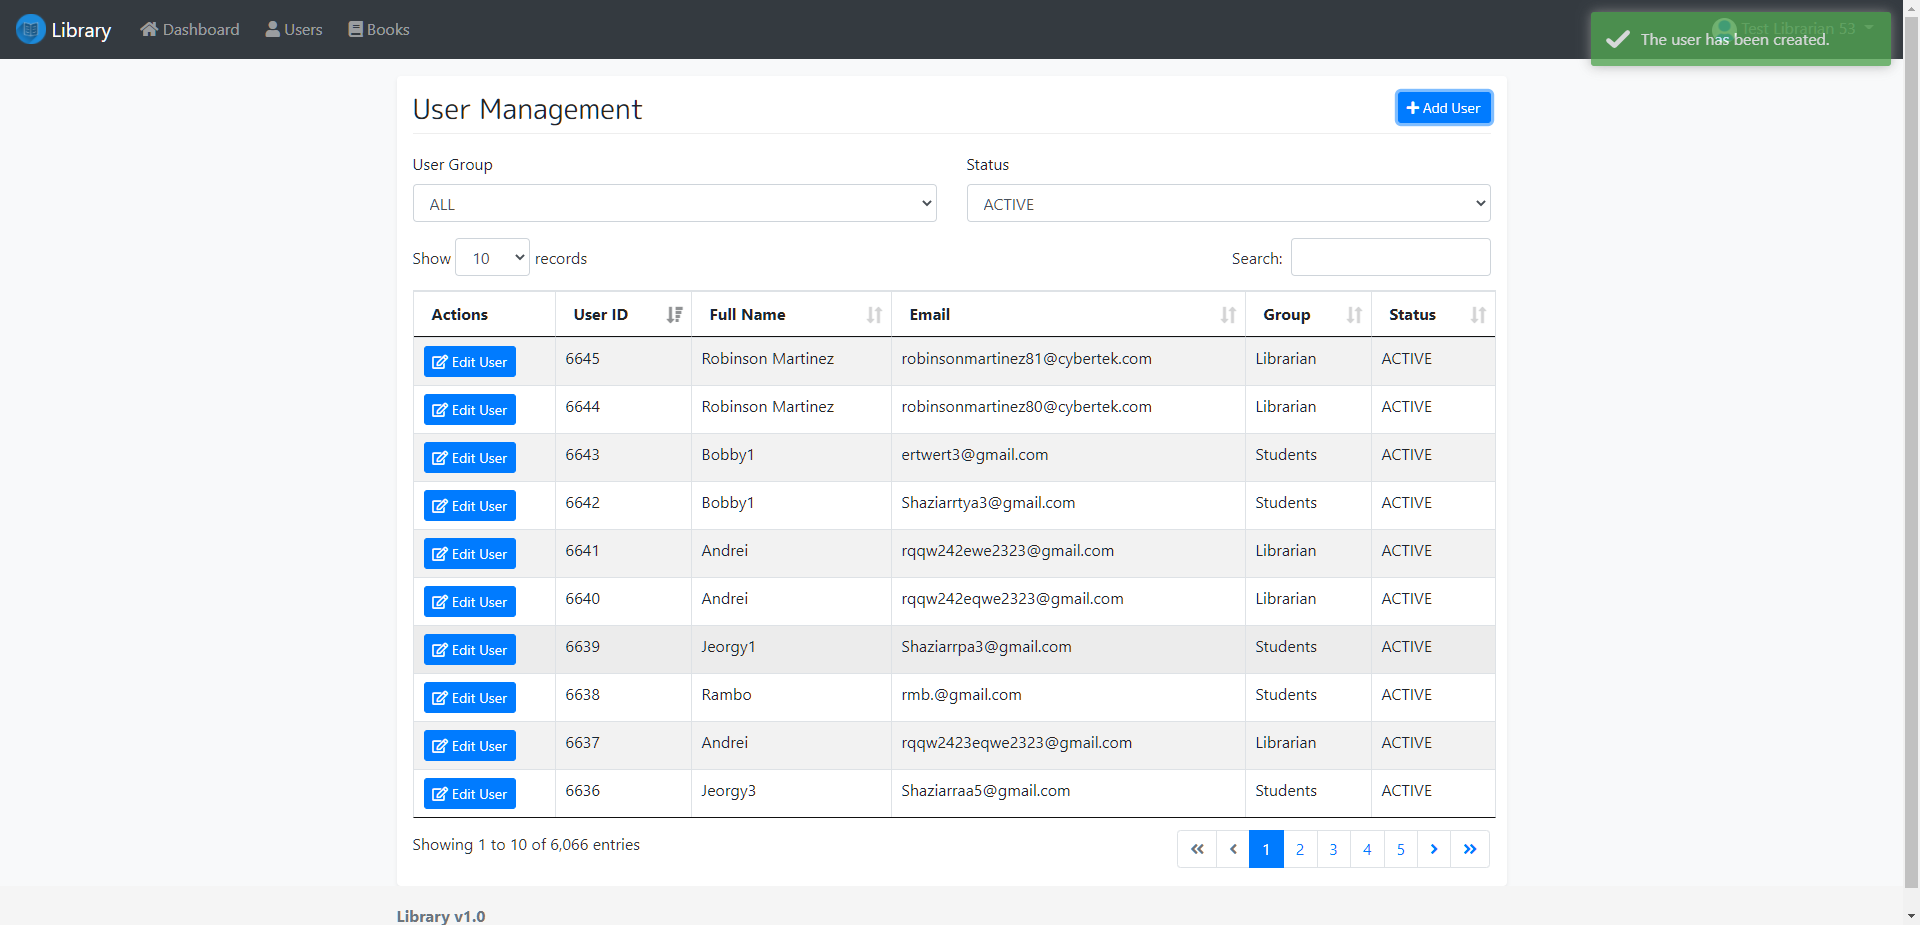 Library Dashboard Users Books Test Librarian 53
The user has been created.
User Management Add User
User Group Status
ALL ACTIVE
Show 10 records Search:
Actions User ID Full Name Email Group Status
Edit User 6645 Robinson Martinez robinsonmartinez81@cybertek.com Librarian ACTIVE
Edit User 6644 Robinson Martinez robinsonmartinez80@cybertek.com Librarian ACTIVE
Edit User 6643 Bobby1 ertwert3@gmail.com Students ACTIVE
Edit User 6642 Bobby1 Shaziarrtya3@gmail.com Students ACTIVE
Edit User 6641 Andrei rqqw242ewe2323@gmail.com Librarian ACTIVE
Edit User 6640 Andrei rqqw242eqwe2323@gmail.com Librarian ACTIVE
Edit User 6639 Jeorgy1 Shaziarrpa3@gmail.com Students ACTIVE
Edit User 6638 Rambo rmb.@gmail.com Students ACTIVE
Edit User 6637 Andrei rqqw2423eqwe2323@gmail.com Librarian ACTIVE
Edit User 6636 Jeorgy3 Shaziarraa5@gmail.com Students ACTIVE
Showing 1 to 10 of 6,066 entries « ‹ 1 2 3 4 5 › »
Library v1.0